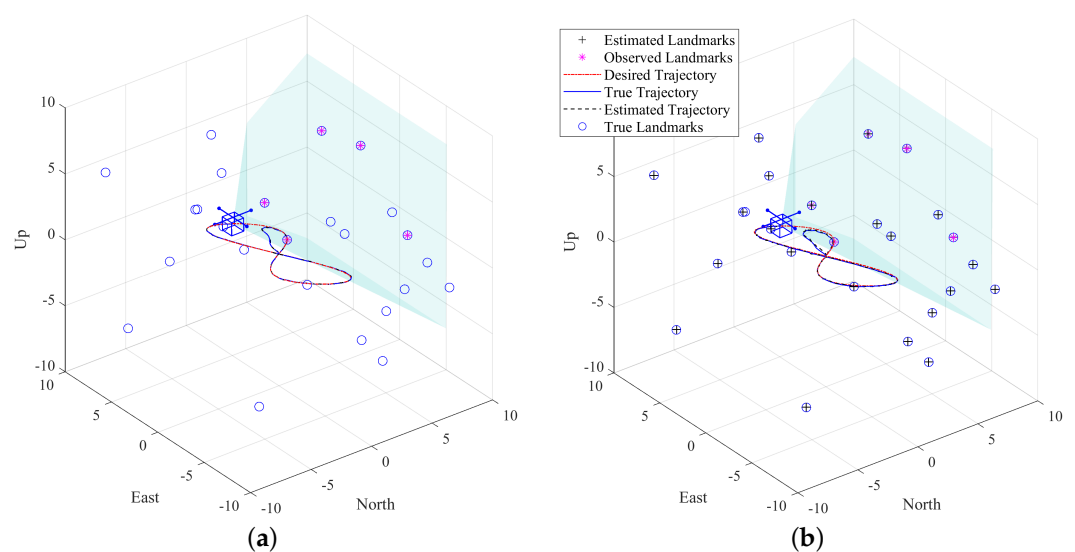 10
5
0
-5
-10
Up
10
5
0
-5
-10
East
-10
-5
0
5
10
North
(a)
Estimated Landmarks
Observed Landmarks
Desired Trajectory
True Trajectory
Estimated Trajectory
True Landmarks
5
0
-5
-10
Up
10
5
0
-5
-10
East
-10
-5
0
5
10
North
(b)